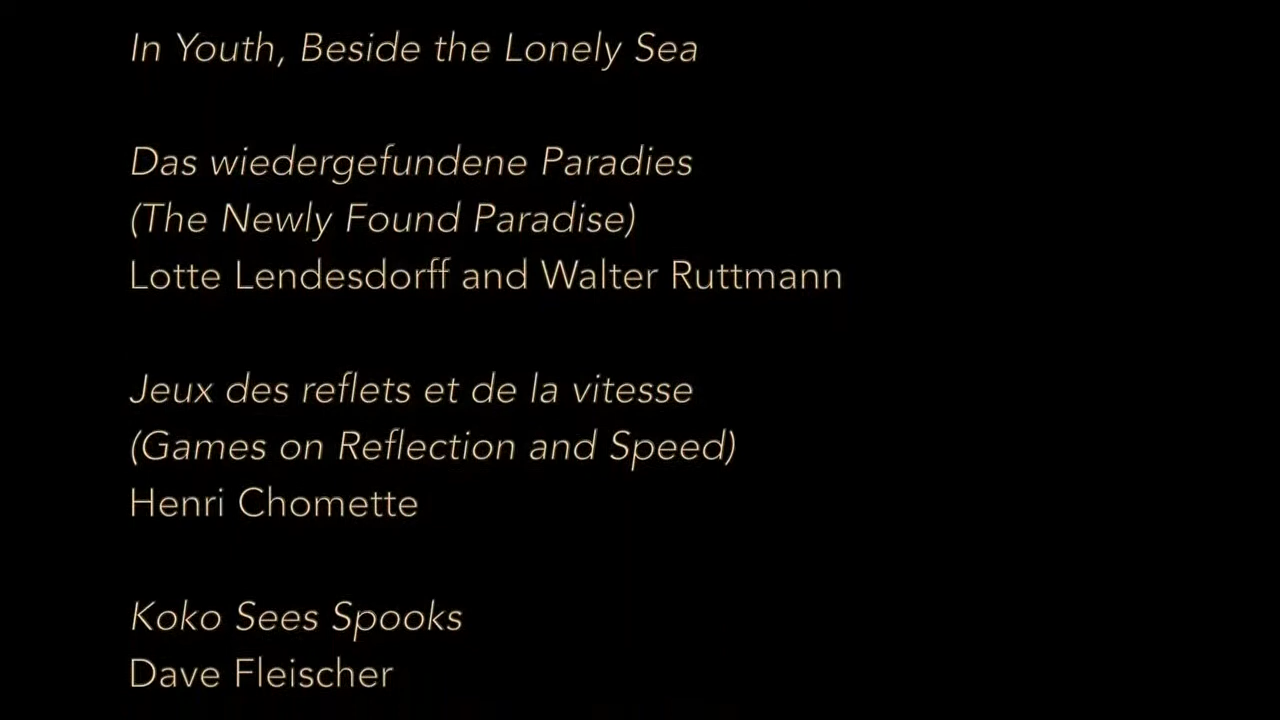 In Youth, Beside the Lonely Sea
Das wiedergefundene Paradies
(The Newly Found Paradise)
Lotte Lendesdorff and Walter Ruttmann
Jeux des reflets et de la vitesse
(Games on Reflection and Speed)
Henri Chomette
Koko Sees Spooks
Dave Fleischer